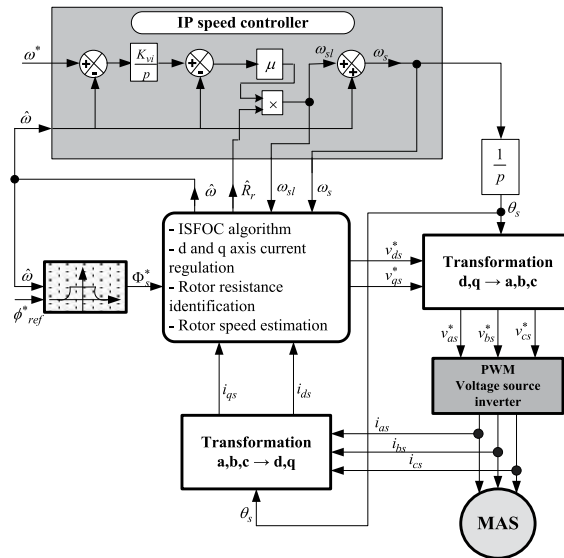 IP speed controller
ω*
+
-
K_vi
p
+
-
μ
ω_sl
+
+
ω_s
×
ω̂
1
p
ω̂
R̂_r
ω_sl
ω_s
θ_s
- ISFOC algorithm
- d and q axis current
regulation
- Rotor resistance
identification
- Rotor speed estimation
ω̂
ϕ*_ref
Φ*_s
v*_ds
v*_qs
Transformation
d,q → a,b,c
v*_as
v*_bs
v*_cs
PWM
Voltage source
inverter
i_qs
i_ds
Transformation
a,b,c → d,q
i_as
i_bs
i_cs
θ_s
MAS